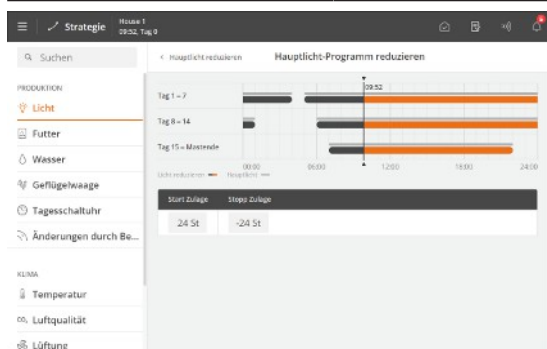 Strategie
House 1
09:52, Tag 0
Suchen
Hauptlicht reduzieren
Hauptlicht-Programm reduzieren
PRODUKTION
Licht
Futter
Wasser
Geflügelwaage
Tagesschaltuhr
Änderungen durch Be...
KLIMA
Temperatur
Luftqualität
Lüftung
09:52
Tag 1 – 7
Tag 8 – 14
Tag 15 – Mastende
00:00 06:00 12:00 18:00 24:00
Licht reduzieren Hauptlicht
Start Zulage Stopp Zulage
24 St -24 St